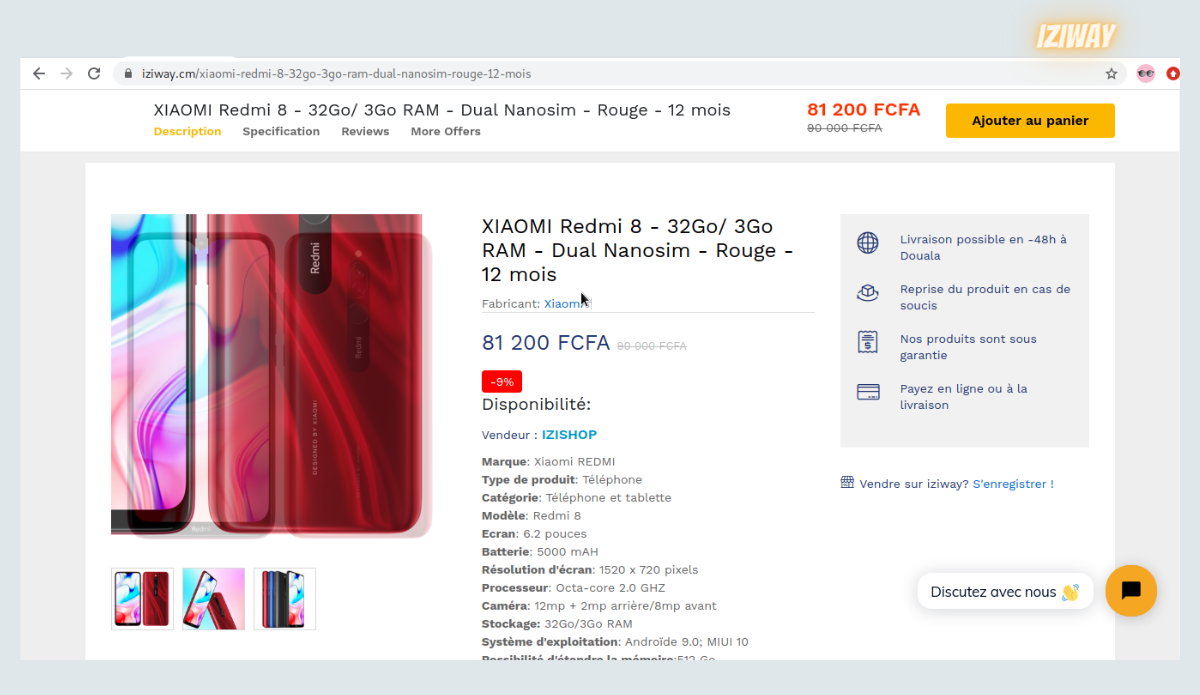 IZIWAY
iziway.cm/xiaomi-redmi-8-32go-3go-ram-dual-nanosim-rouge-12-mois
XIAOMI Redmi 8 - 32Go/ 3Go RAM - Dual Nanosim - Rouge - 12 mois
Description Specification Reviews More Offers
81 200 FCFA
90 000 FCFA
Ajouter au panier
Redmi
Redmi
DESIGNED BY XIAOMI
Redmi
XIAOMI Redmi 8 - 32Go/ 3Go
RAM - Dual Nanosim - Rouge -
12 mois
Fabricant: Xiaomi
81 200 FCFA 90 000 FCFA
-9%
Disponibilité:
Vendeur : IZISHOP
Marque: Xiaomi REDMI
Type de produit: Téléphone
Catégorie: Téléphone et tablette
Modèle: Redmi 8
Ecran: 6.2 pouces
Batterie: 5000 mAH
Résolution d'écran: 1520 x 720 pixels
Processeur: Octa-core 2.0 GHZ
Caméra: 12mp + 2mp arrière/8mp avant
Stockage: 32Go/3Go RAM
Système d'exploitation: Androïde 9.0; MIUI 10
Possibilité d'étendre la mémoire:512 Go
Livraison possible en -48h à
Douala
Reprise du produit en cas de
soucis
Nos produits sont sous
garantie
Payez en ligne ou à la
livraison
Vendre sur iziway? S'enregistrer !
Discutez avec nous 👋